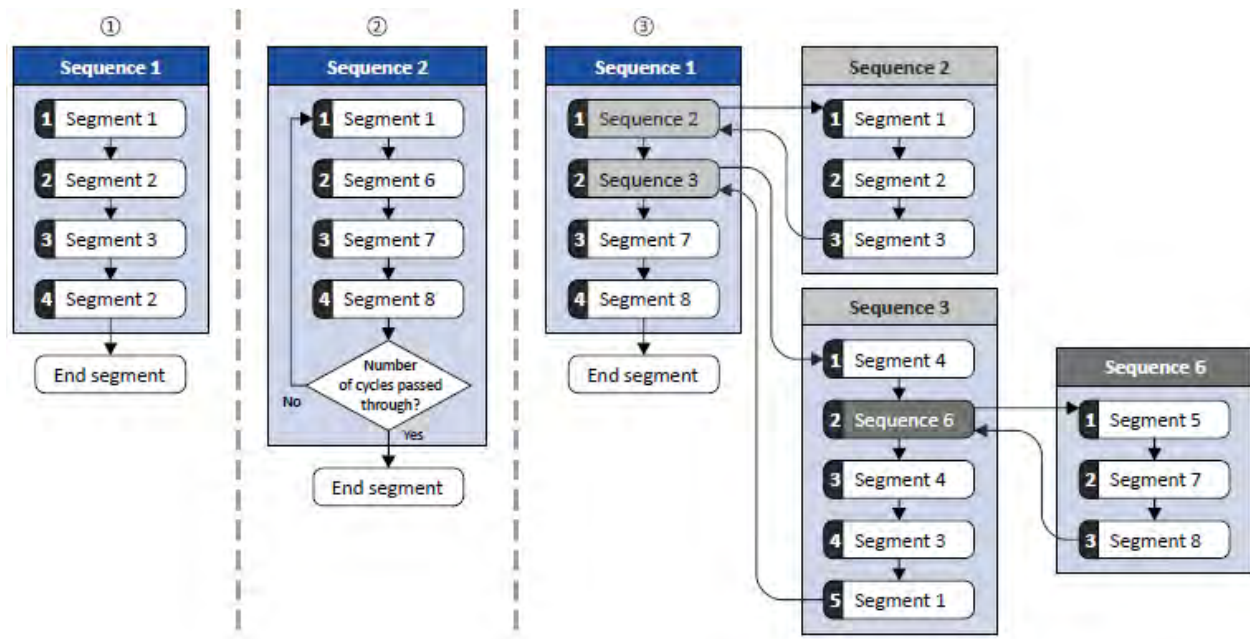 ①
Sequence 1
1 Segment 1
2 Segment 2
3 Segment 3
4 Segment 2
End segment
②
Sequence 2
1 Segment 1
2 Segment 6
3 Segment 7
4 Segment 8
Number
of cycles passed
through?
No
Yes
End segment
③
Sequence 1
1 Sequence 2
2 Sequence 3
3 Segment 7
4 Segment 8
End segment
Sequence 2
1 Segment 1
2 Segment 2
3 Segment 3
Sequence 3
1 Segment 4
2 Sequence 6
3 Segment 4
4 Segment 3
5 Segment 1
Sequence 6
1 Segment 5
2 Segment 7
3 Segment 8